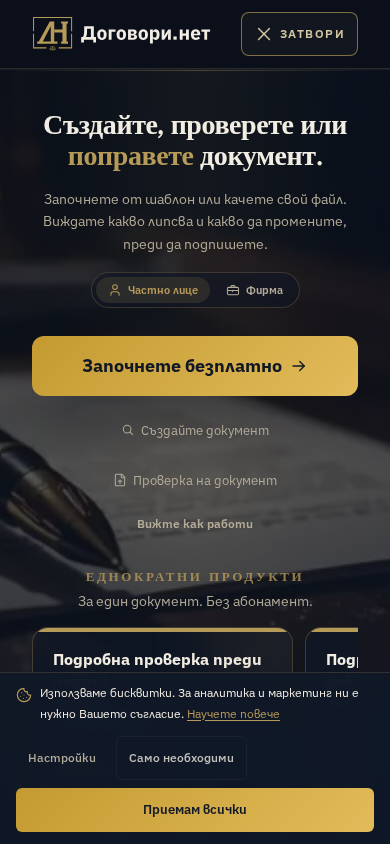 ДН Договори.нет
ЗАТВОРИ
Създайте, проверете или
поправете документ.
Започнете от шаблон или качете свой файл.
Виждате какво липсва и какво да промените,
преди да подпишете.
Частно лице
Фирма
Започнете безплатно →
Създайте документ
Проверка на документ
Вижте как работи
ЕДНОКРАТНИ ПРОДУКТИ
За един документ. Без абонамент.
Подробна проверка преди
Използваме бисквитки. За аналитика и маркетинг ни е
нужно Вашето съгласие. Научете повече
Настройки
Само необходими
Приемам всички